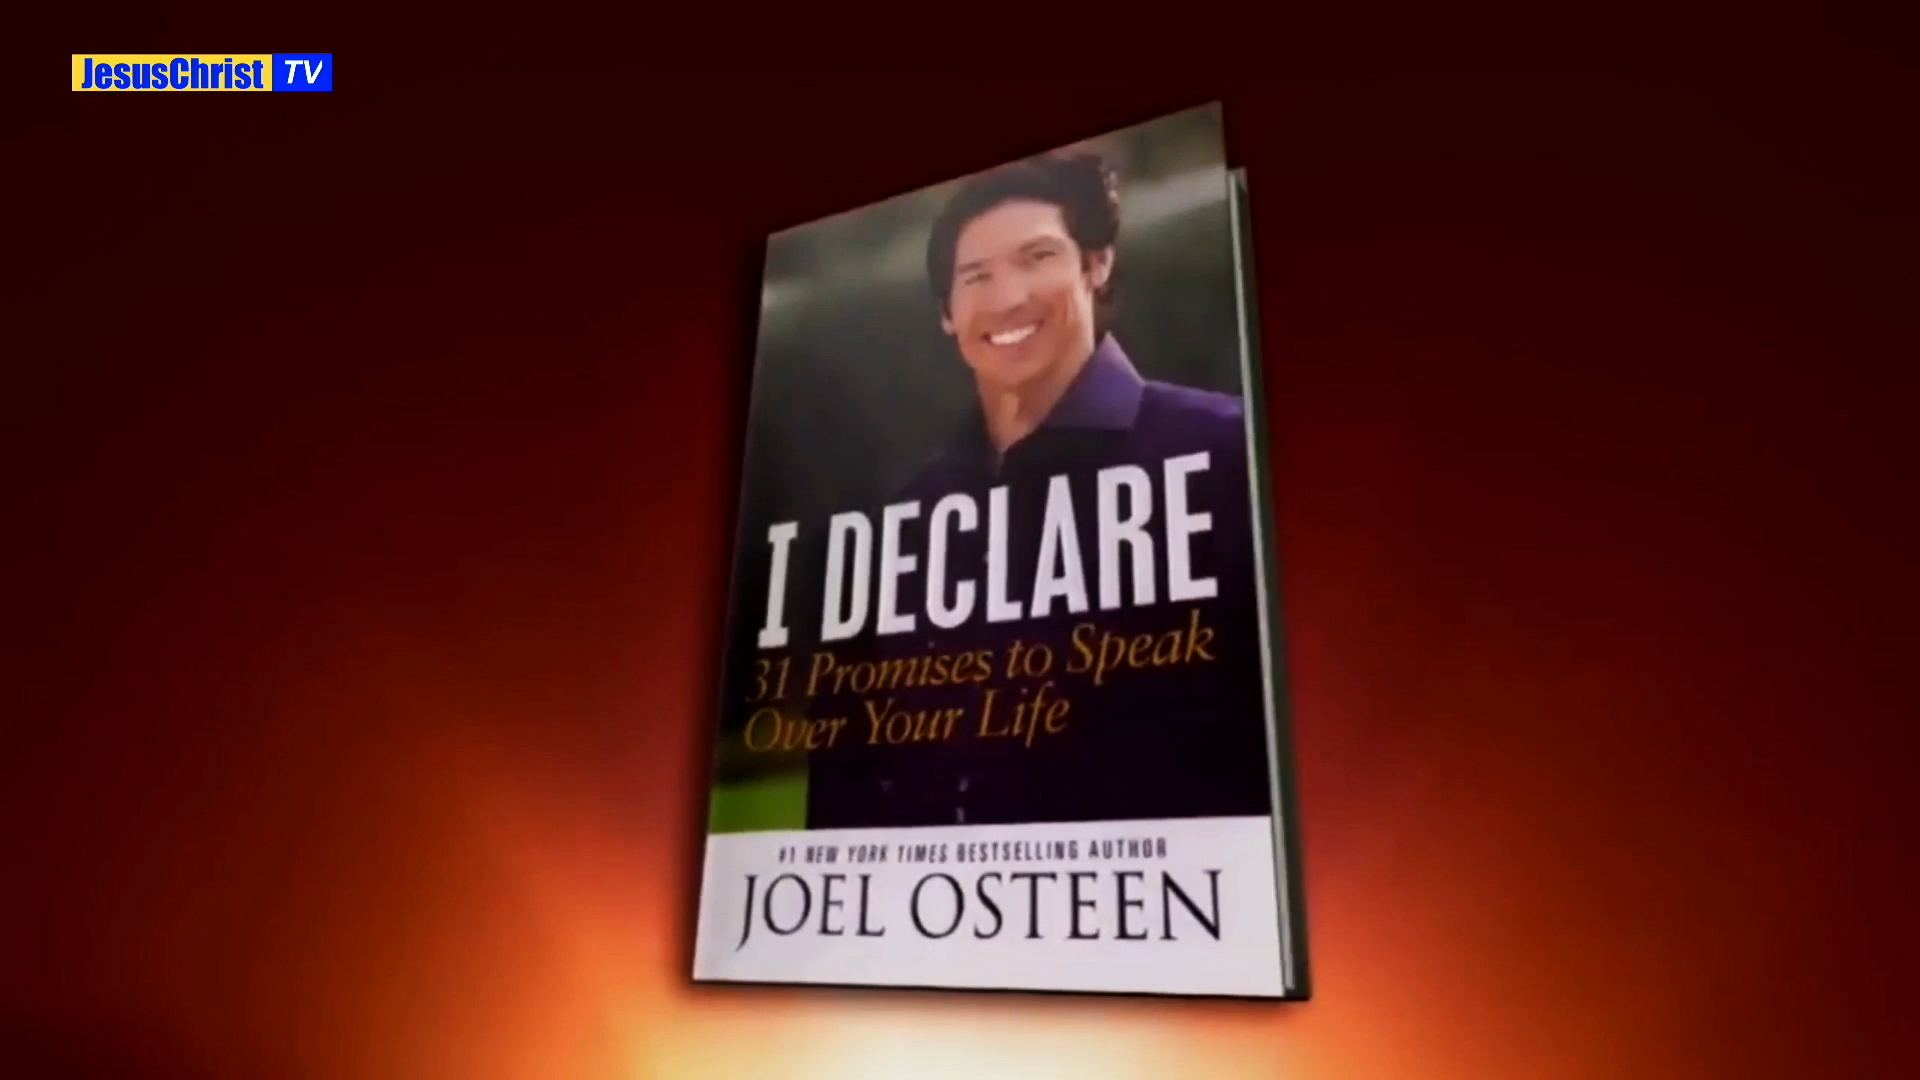 JesusChrist TV
I DECLARE
31 Promises to Speak
Over Your Life
#1 NEW YORK TIMES BESTSELLING AUTHOR
JOEL OSTEEN